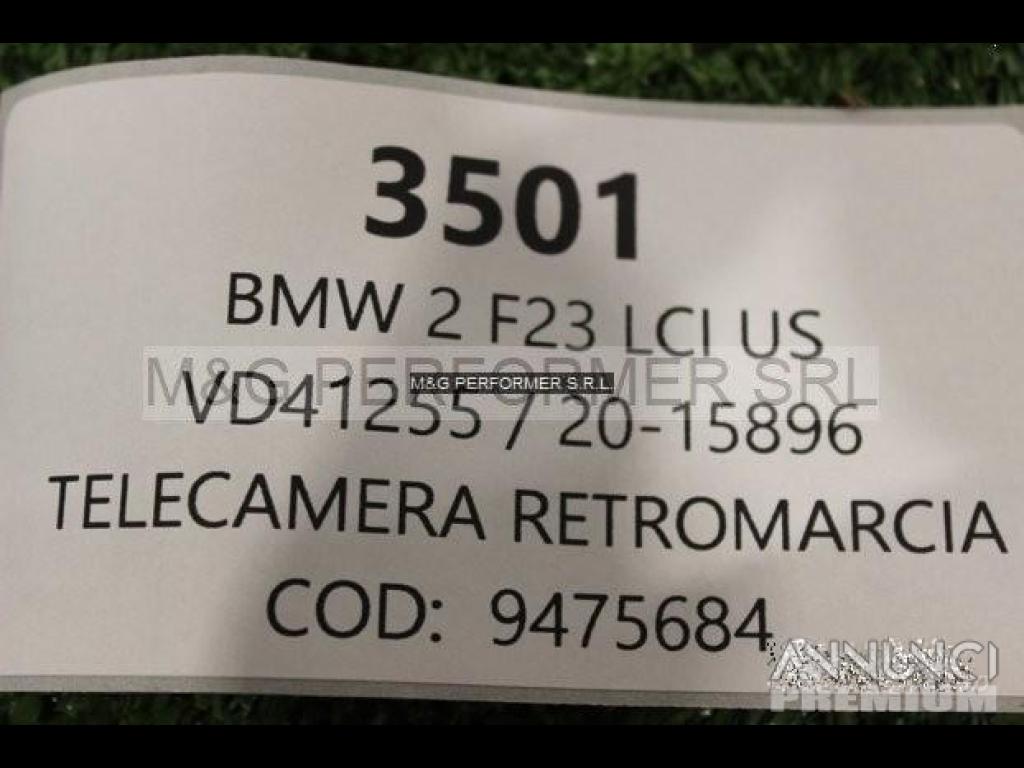 3501
BMW 2 F23 LCI US
M&G PERFORMER SRL
M&G PERFORMER S.R.L.
VD41255 / 20-15896
TELECAMERA RETROMARCIA
COD: 9475684
ANNUNCI
PREMIUM